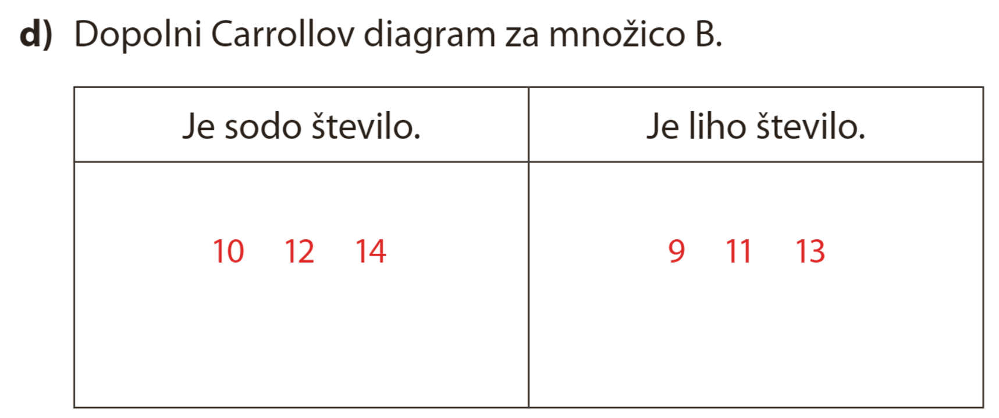 d) Dopolni Carrollov diagram za množico B.
Je sodo število. Je liho število.
10 12 14 9 11 13